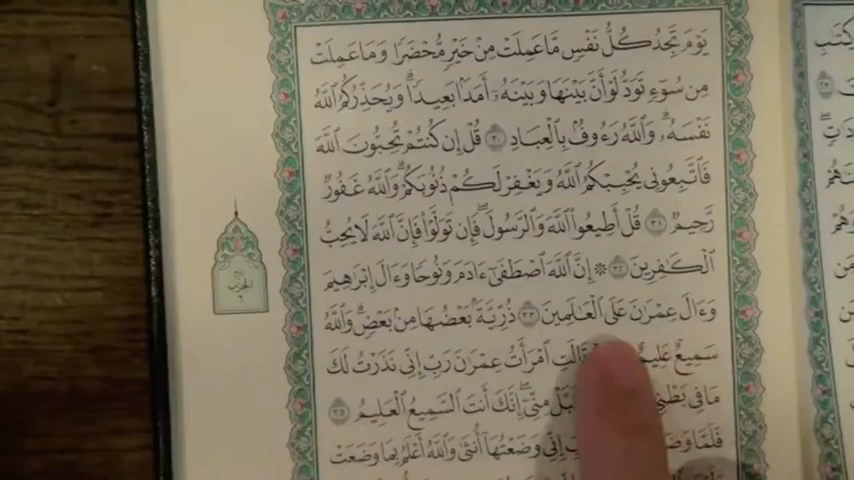 يَوْمَ تَجِدُ كُلُّ نَفْسٍ مَّا عَمِلَتْ مِنْ خَيْرٍ مُّحْضَرًا وَمَا عَمِلَتْ
مِن سُوٓءٍ تَوَدُّ لَوْ أَنَّ بَيْنَهَا وَبَيْنَهُۥٓ أَمَدًۢا بَعِيدًا ۗ وَيُحَذِّرُكُمُ ٱللَّهُ
نَفْسَهُۥ ۗ وَٱللَّهُ رَءُوفٌۢ بِٱلْعِبَادِ ٣٠ قُلْ إِن كُنتُمْ تُحِبُّونَ ٱللَّهَ
فَٱتَّبِعُونِى يُحْبِبْكُمُ ٱللَّهُ وَيَغْفِرْ لَكُمْ ذُنُوبَكُمْ ۗ وَٱللَّهُ غَفُورٌ
رَّحِيمٌ ٣١ قُلْ أَطِيعُوا۟ ٱللَّهَ وَٱلرَّسُولَ ۖ فَإِن تَوَلَّوْا۟ فَإِنَّ ٱللَّهَ لَا يُحِبُّ
ٱلْكَٰفِرِينَ ٣٢ ۞ إِنَّ ٱللَّهَ ٱصْطَفَىٰٓ ءَادَمَ وَنُوحًا وَءَالَ إِبْرَٰهِيمَ
وَءَالَ عِمْرَٰنَ عَلَى ٱلْعَٰلَمِينَ ٣٣ ذُرِّيَّةًۢ بَعْضُهَا مِنۢ بَعْضٍ ۗ وَٱللَّهُ
سَمِيعٌ عَلِيمٌ قَالَتِ ٱمْرَأَتُ عِمْرَٰنَ رَبِّ إِنِّى نَذَرْتُ لَكَ
مَا فِى بَطْنِى مِنِّىٓ ۖ إِنَّكَ أَنتَ ٱلسَّمِيعُ ٱلْعَلِيمُ ٣٥
فَلَمَّا إِنِّى وَضَعْتُهَآ أُنثَىٰ وَٱللَّهُ أَعْلَمُ بِمَا وَضَعَتْ
الحزب